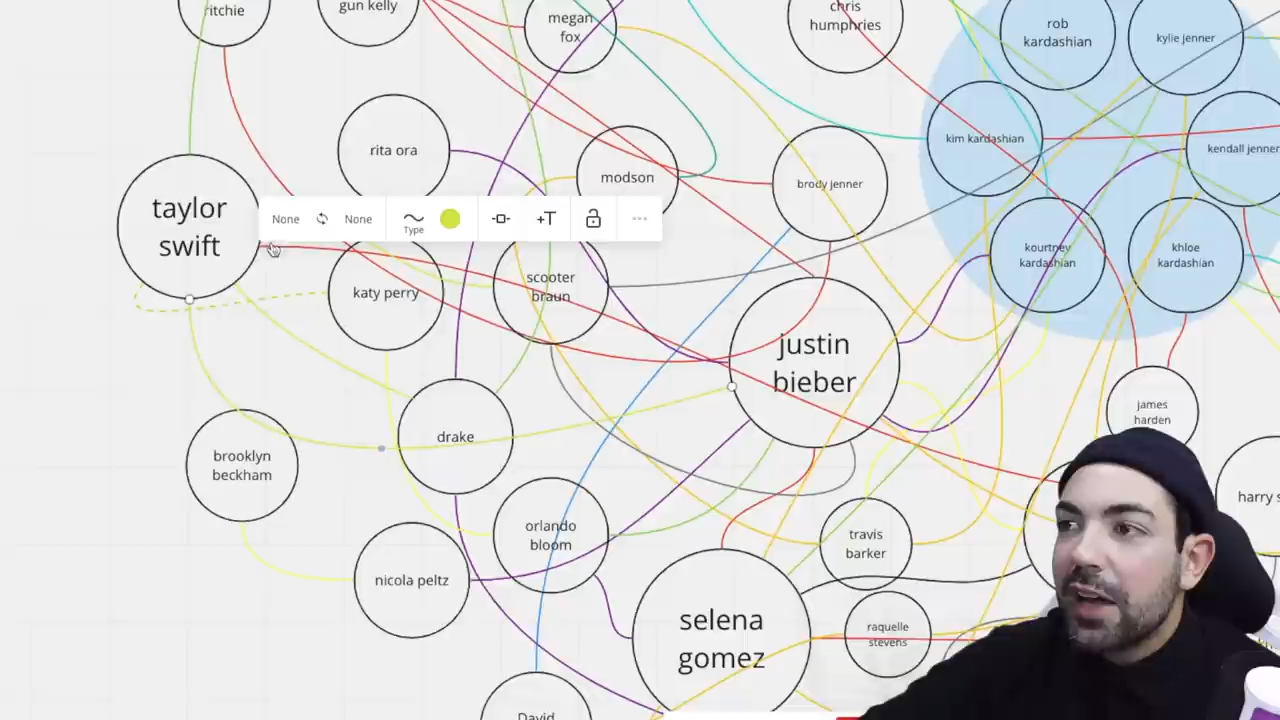 ritchie
gun kelly
megan
fox
chris
humphries
rob
kardashian
kylie jenner
rita ora
modson
brody jenner
kim kardashian
kendall jenner
taylor
swift
None
None
Type
+T
katy perry
scooter
braun
kourtney
kardashian
khloe
kardashian
justin
bieber
james
harden
drake
brooklyn
beckham
orlando
bloom
travis
barker
harry s
nicola peltz
selena
gomez
raquelle
stevens
David